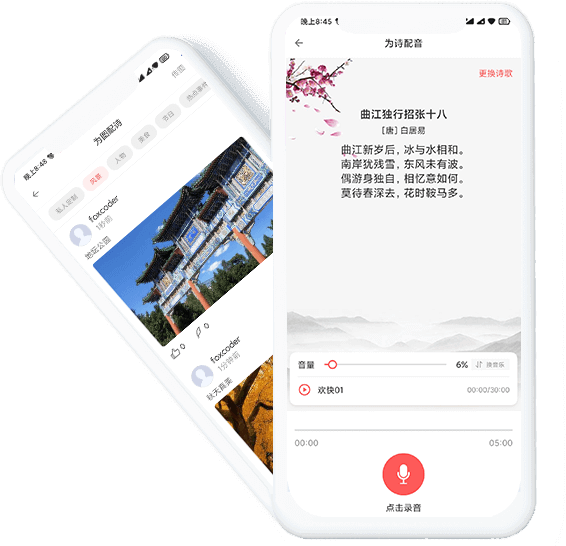 晚上8:48
作图
为图配诗
私人定制
风景
人物
美食
节日
热点事件
foxcoder
1秒前
地坛公园
0
0
foxcoder
1分钟前
秋天真美
晚上8:45
为诗配音
更换诗歌
曲江独行招张十八
[唐] 白居易
曲江新岁后，冰与水相和。
南岸犹残雪，东风未有波。
偶游身独自，相忆意如何。
莫待春深去，花时鞍马多。
音量 6% 换音乐
欢快01 00:00/30:00
00:00 05:00
点击录音